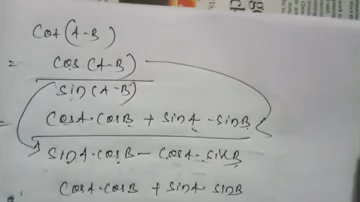 Cot (A-B)
= Cos (A-B)
Sin (A-B)
= CosA.CosB + SinA.SinB
SinA.CosB - CosA.SinB
CosA.CosB + SinA.SinB